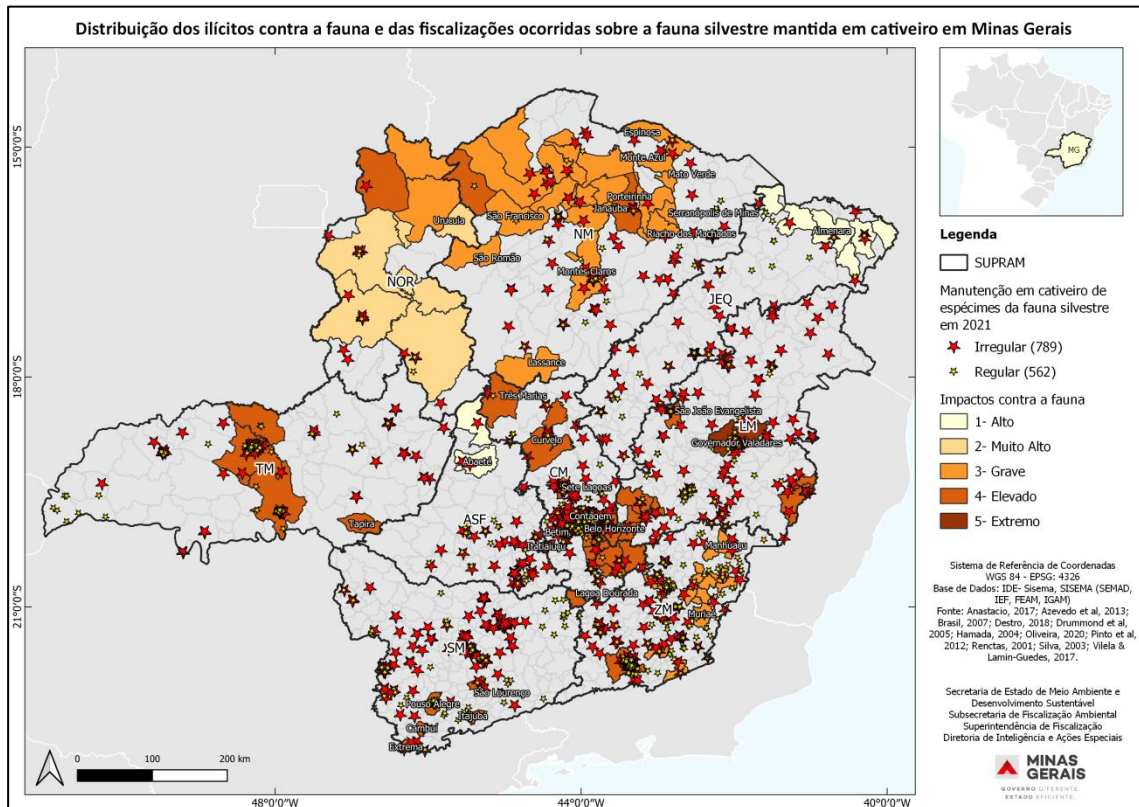 Distribuição dos ilícitos contra a fauna e das fiscalizações ocorridas sobre a fauna silvestre mantida em cativeiro em Minas Gerais
15°0'0"S
18°0'0"S
21°0'0"S
48°0'0"W
44°0'0"W
40°0'0"W
Espinosa
Monte Azul
Mato Verde
Porteirinha
Janaúba
Serranópolis de Minas
Riacho dos Machados
Urucuia
São Francisco
São Romão
NM
Montes Claros
Almenara
NOR
JEQ
Lassance
Três Marias
São João Evangelista
LM
Governador Valadares
Curvelo
Abaeté
TM
CM
Sete Lagoas
Tapira
ASF
Contagem
Betim
Belo Horizonte
Itatiaiuçu
Manhuaçu
Lagoa Dourada
ZM
Muriaé
SM
São Lourenço
Pouso Alegre
Itajubá
Cambuí
Extrema
0 100 200 km
MG
Legenda
SUPRAM
Manutenção em cativeiro de
espécimes da fauna silvestre
em 2021
Irregular (789)
Regular (562)
Impactos contra a fauna
1- Alto
2- Muito Alto
3- Grave
4- Elevado
5- Extremo
Sistema de Referência de Coordenadas
WGS 84 - EPSG: 4326
Base de Dados: IDE- Sisema, SISEMA (SEMAD,
IEF, FEAM, IGAM)
Fonte: Anastacio, 2017; Azevedo et al, 2013;
Brasil, 2007; Destro, 2018; Drummond et al,
2005; Hamada, 2004; Oliveira, 2020; Pinto et al,
2012; Renctas, 2001; Silva, 2003; Vilela &
Lamin-Guedes, 2017.
Secretaria de Estado de Meio Ambiente e
Desenvolvimento Sustentável
Subsecretaria de Fiscalização Ambiental
Superintendência de Fiscalização
Diretoria de Inteligência e Ações Especiais
MINAS
GERAIS
GOVERNO DIFERENTE.
ESTADO EFICIENTE.